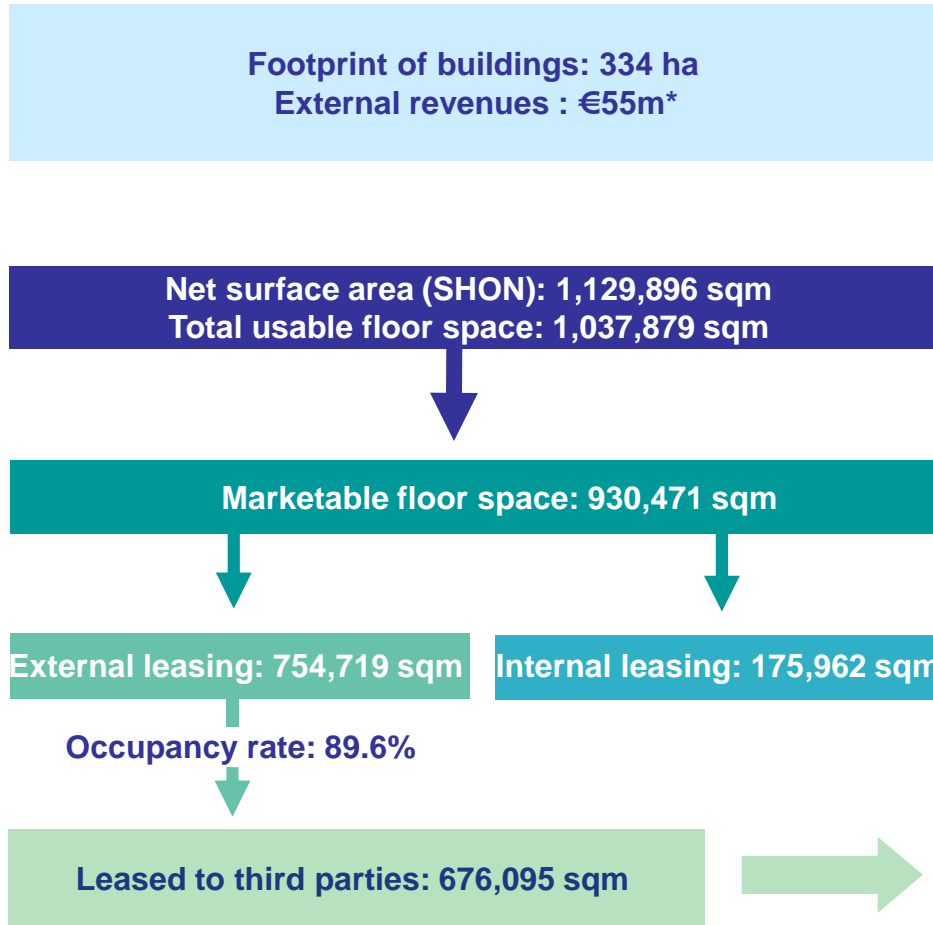 Footprint of buildings: 334 ha
External revenues : €55m*
Net surface area (SHON): 1,129,896 sqm
Total usable floor space: 1,037,879 sqm
Marketable floor space: 930,471 sqm
External leasing: 754,719 sqm
Internal leasing: 175,962 sqm
Occupancy rate: 89.6%
Leased to third parties: 676,095 sqm